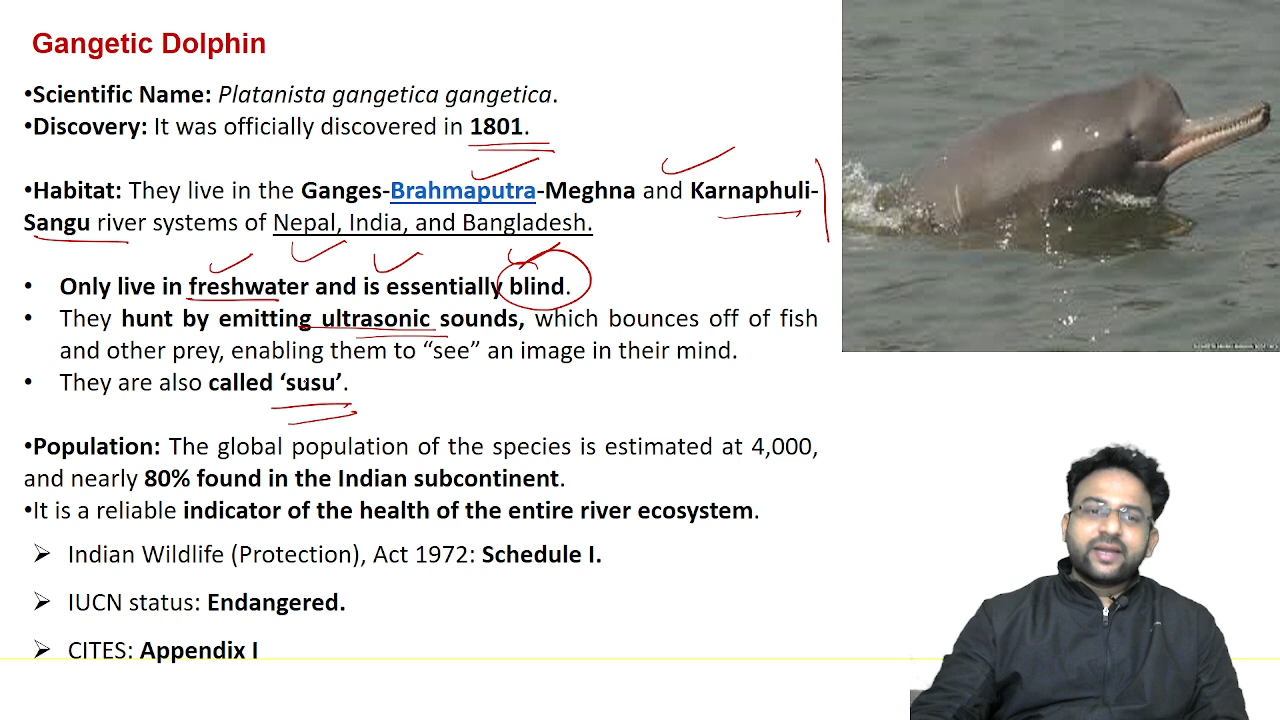 Gangetic Dolphin
•Scientific Name: Platanista gangetica gangetica.
•Discovery: It was officially discovered in 1801.
•Habitat: They live in the Ganges-Brahmaputra-Meghna and Karnaphuli-
Sangu river systems of Nepal, India, and Bangladesh.
• Only live in freshwater and is essentially blind.
• They hunt by emitting ultrasonic sounds, which bounces off of fish
and other prey, enabling them to “see” an image in their mind.
• They are also called ‘susu’.
•Population: The global population of the species is estimated at 4,000,
and nearly 80% found in the Indian subcontinent.
•It is a reliable indicator of the health of the entire river ecosystem.
➢ Indian Wildlife (Protection), Act 1972: Schedule I.
➢ IUCN status: Endangered.
➢ CITES: Appendix I